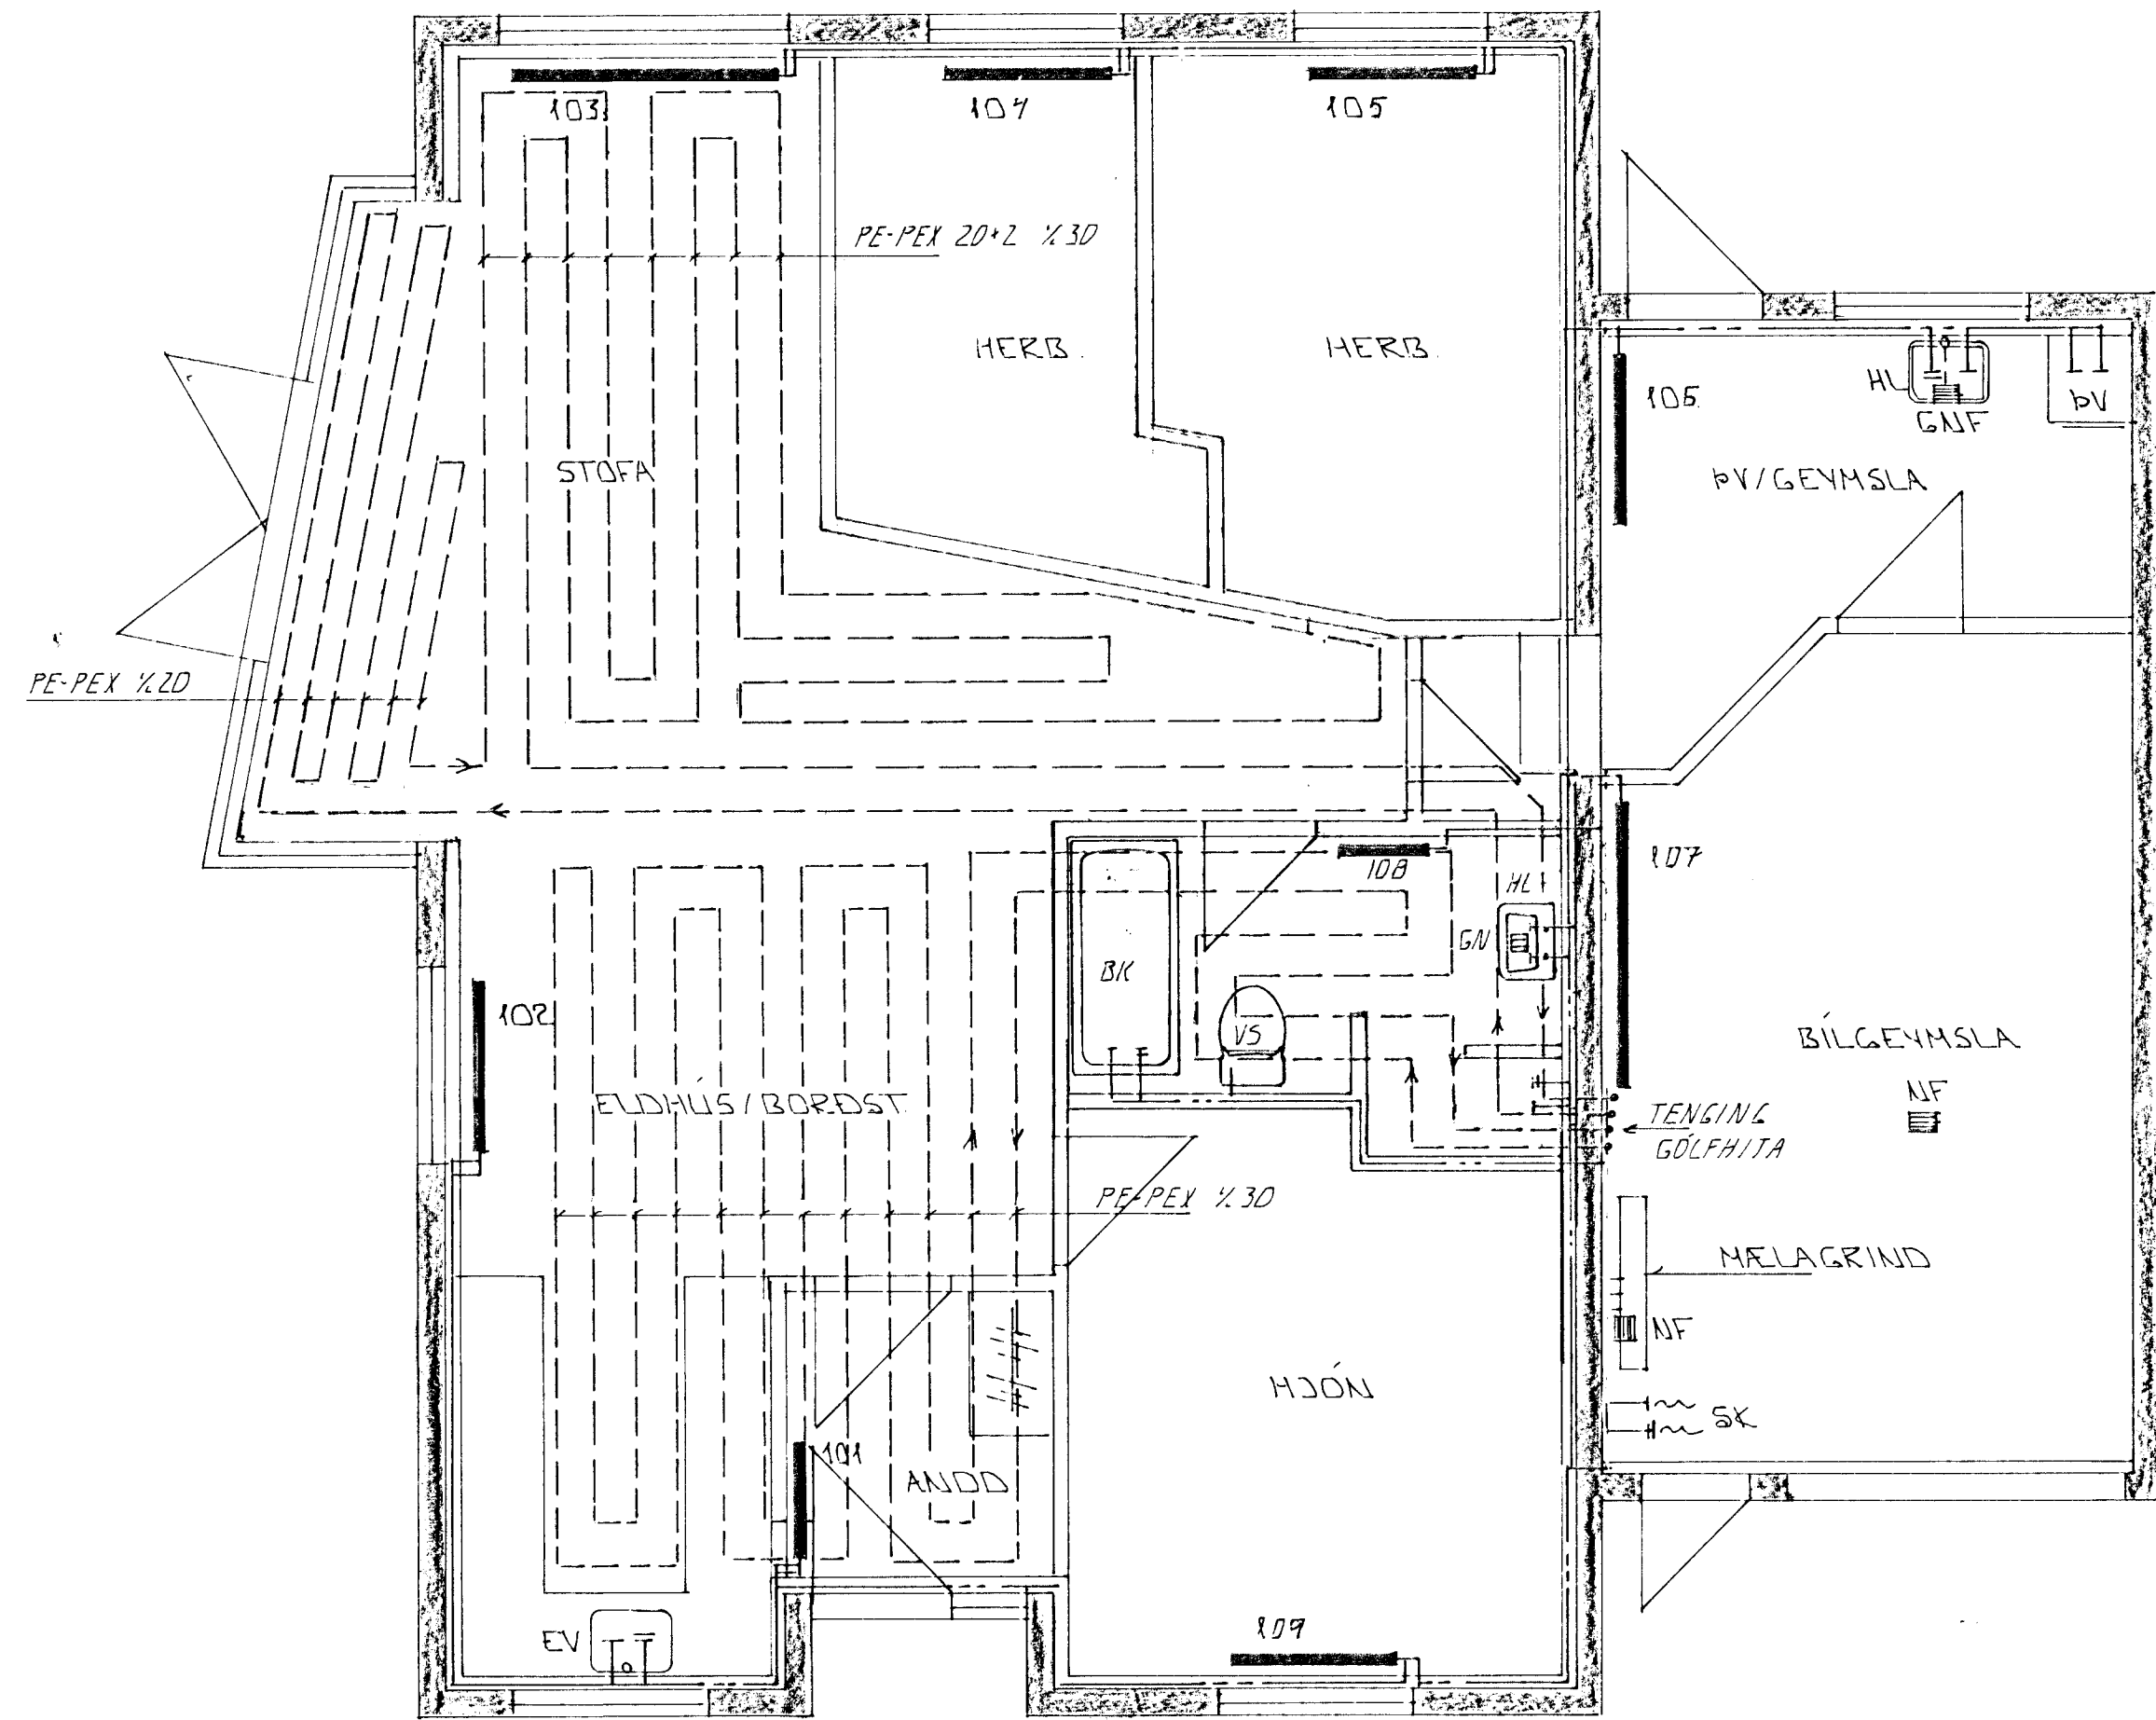 103
104
105
PE-PEX 20*2 ⁒30
HERB.
HERB.
106
HL
GNF
ÞV
STOFA
ÞV/GEYMSLA
PE-PEX ⁒20
107
108
HL
GN
BK
VS
102
BÍLGEYMSLA
NF
ELDHÚS/BORÐST.
TENGING
GÓLFHITA
PE-PEX ⁒30
MÆLAGRIND
NF
HJÓN
SK
101
ANDD
EV
109